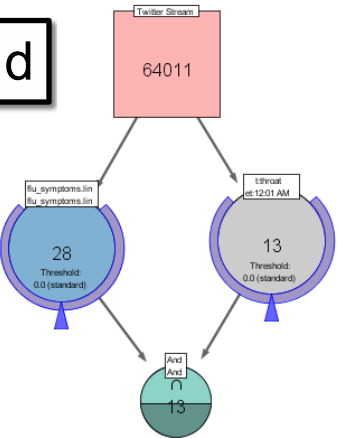 d
Twitter Stream
64011
flu_symptoms.lin
flu_symptoms.lin
28
Threshold:
0.0 (standard)
t:throat
et:12:01 AM
13
Threshold:
0.0 (standard)
And
And
∩
13